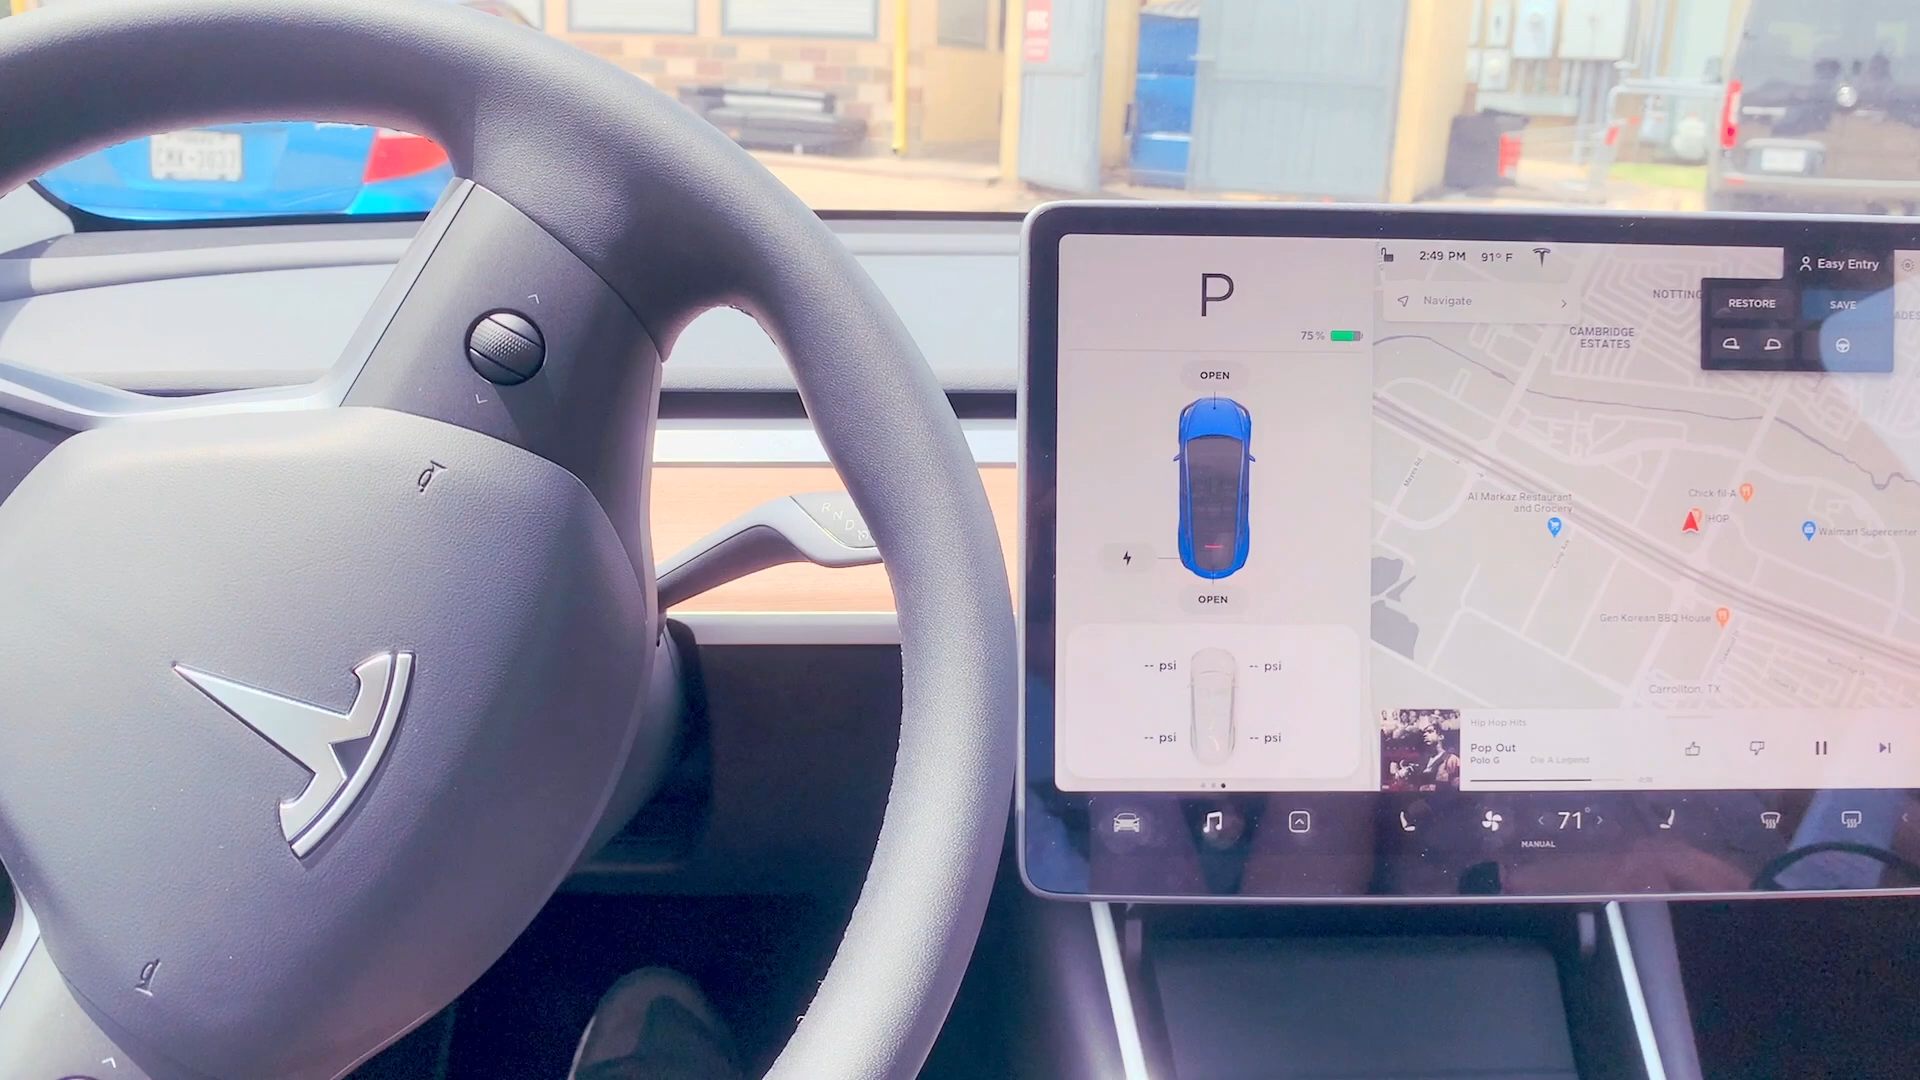 P
75 %
OPEN
OPEN
-- psi
-- psi
-- psi
-- psi
2:49 PM
91° F
Easy Entry
Navigate
RESTORE
SAVE
NOTTING
CAMBRIDGE
ESTATES
Al Markaz Restaurant
and Grocery
Chick-fil-A
IHOP
Walmart Supercenter
Gen Korean BBQ House
Carrollton, TX
Hip Hop Hits
Pop Out
Polo G
Die A Legend
71°
MANUAL
R
N
D